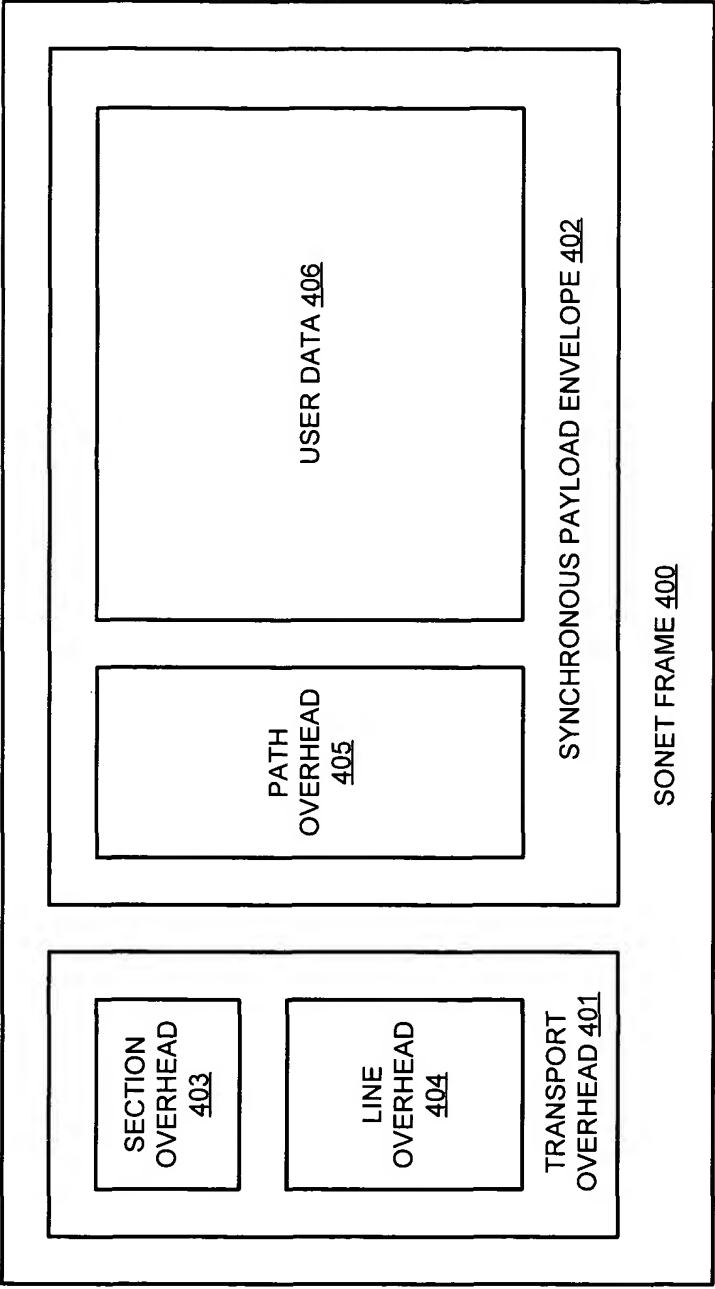 SECTION
OVERHEAD
403
LINE
OVERHEAD
404
TRANSPORT
OVERHEAD 401
PATH
OVERHEAD
405
USER DATA 406
SYNCHRONOUS PAYLOAD ENVELOPE 402
SONET FRAME 400